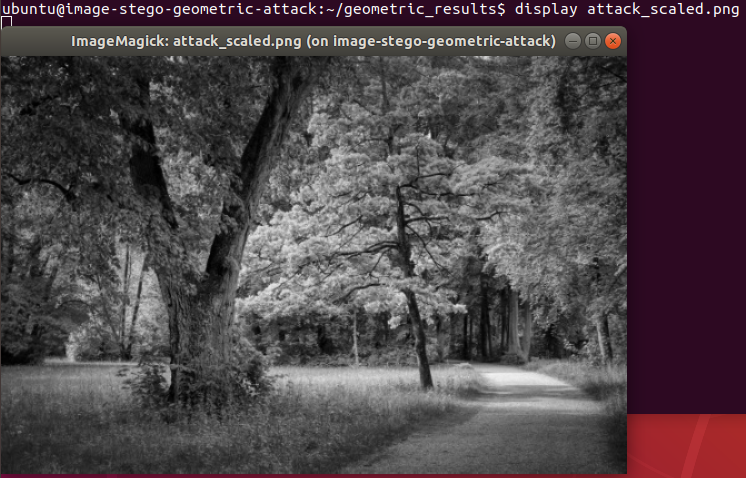 ubuntu@image-stego-geometric-attack:~/geometric_results$ display attack_scaled.png
ImageMagick: attack_scaled.png (on image-stego-geometric-attack)